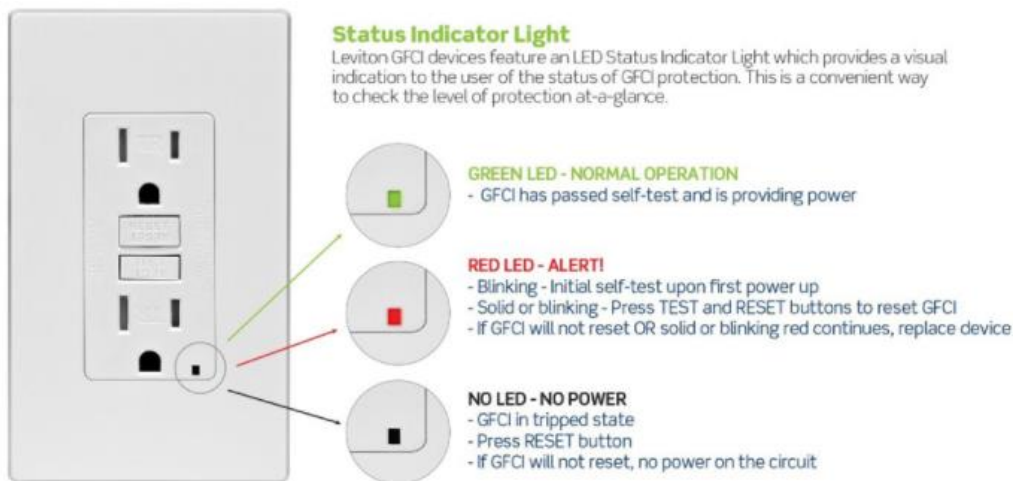 Status Indicator Light
Leviton GFCI devices feature an LED Status Indicator Light which provides a visual
indication to the user of the status of GFCI protection. This is a convenient way
to check the level of protection at-a-glance.
GREEN LED - NORMAL OPERATION
- GFCI has passed self-test and is providing power
RED LED - ALERT!
- Blinking - Initial self-test upon first power up
- Solid or blinking - Press TEST and RESET buttons to reset GFCI
- If GFCI will not reset OR solid or blinking red continues, replace device
NO LED - NO POWER
- GFCI in tripped state
- Press RESET button
- If GFCI will not reset, no power on the circuit